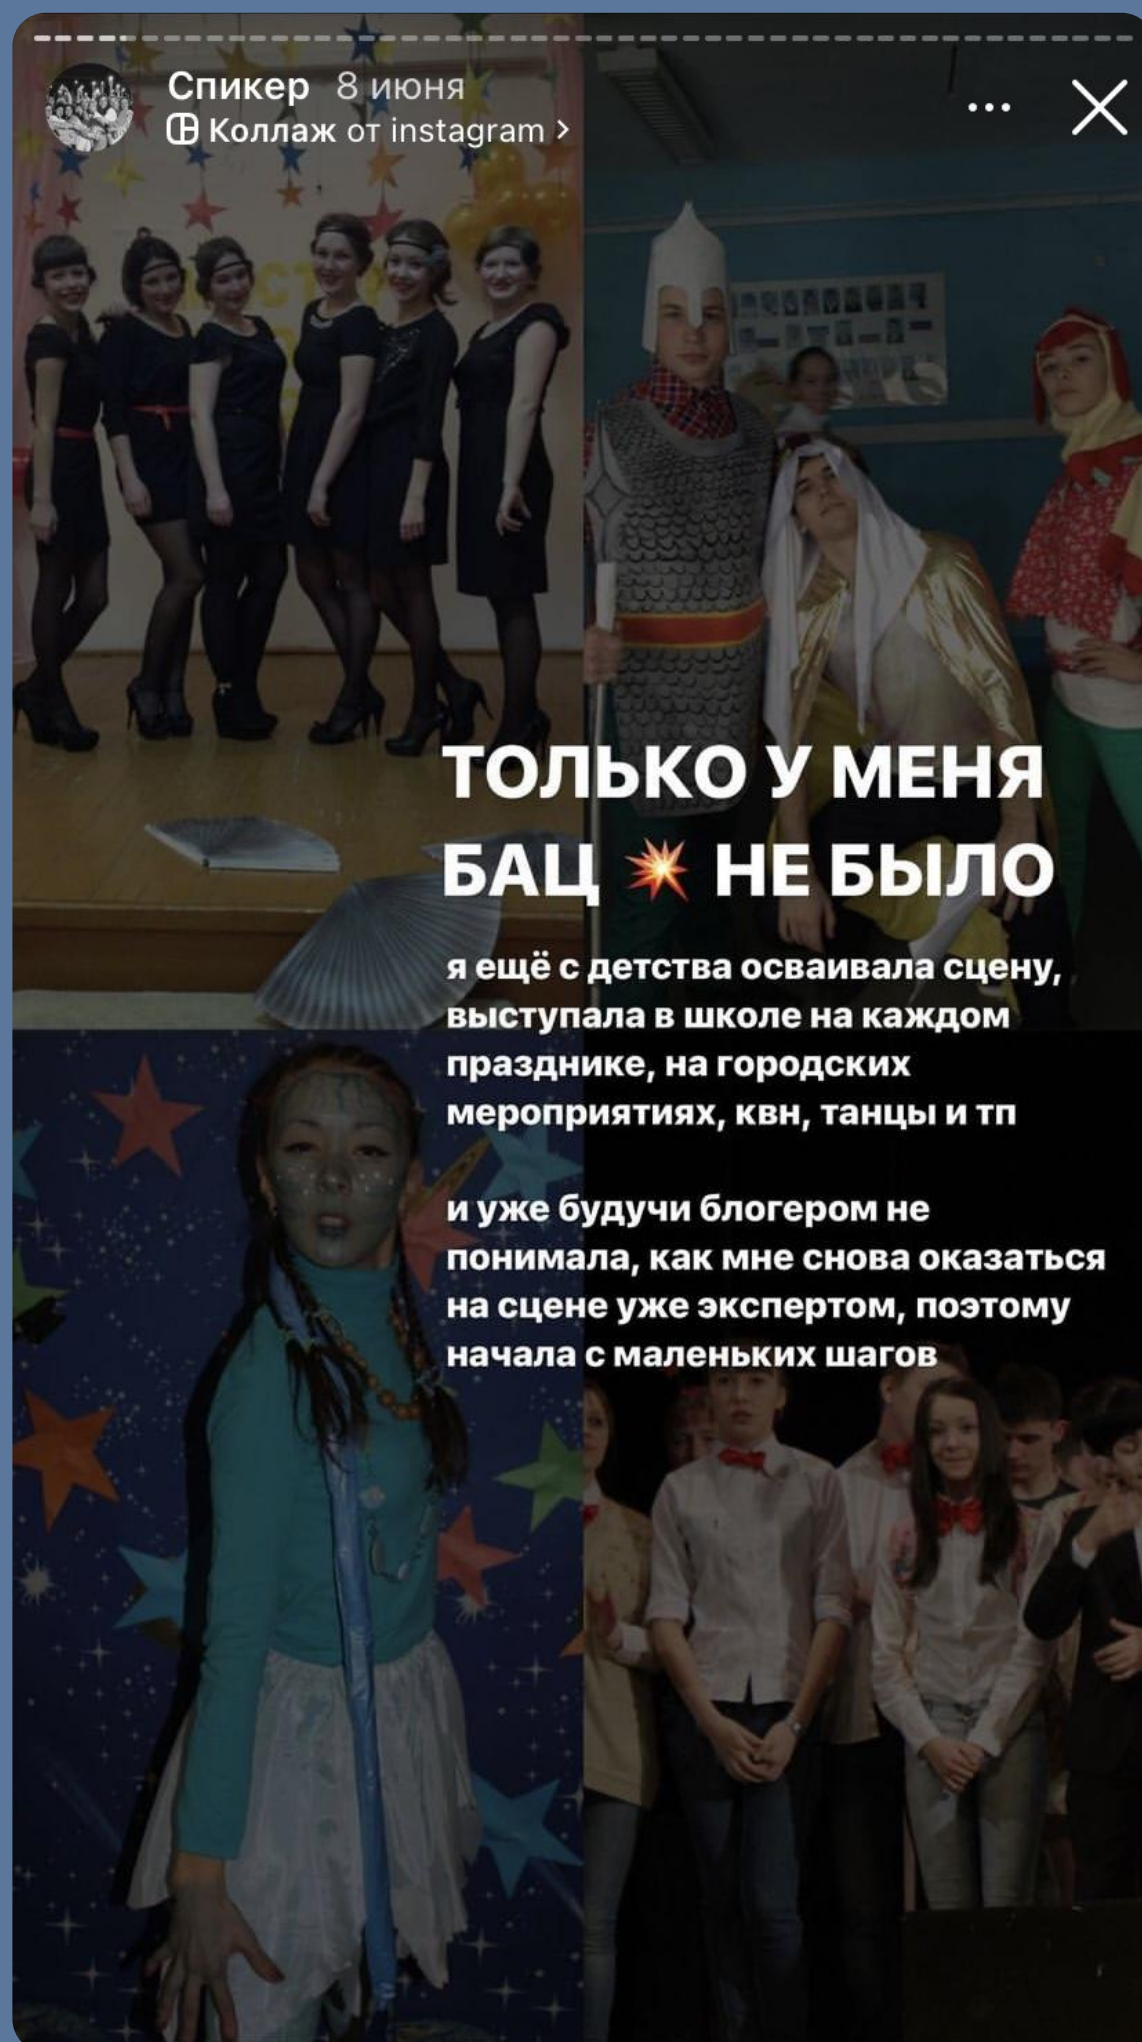 Спикер 8 июня
Коллаж от instagram >
ТОЛЬКО У МЕНЯ
БАЦ 💥 НЕ БЫЛО
я ещё с детства осваивала сцену,
выступала в школе на каждом
празднике, на городских
мероприятиях, квн, танцы и тп
и уже будучи блогером не
понимала, как мне снова оказаться
на сцене уже экспертом, поэтому
начала с маленьких шагов